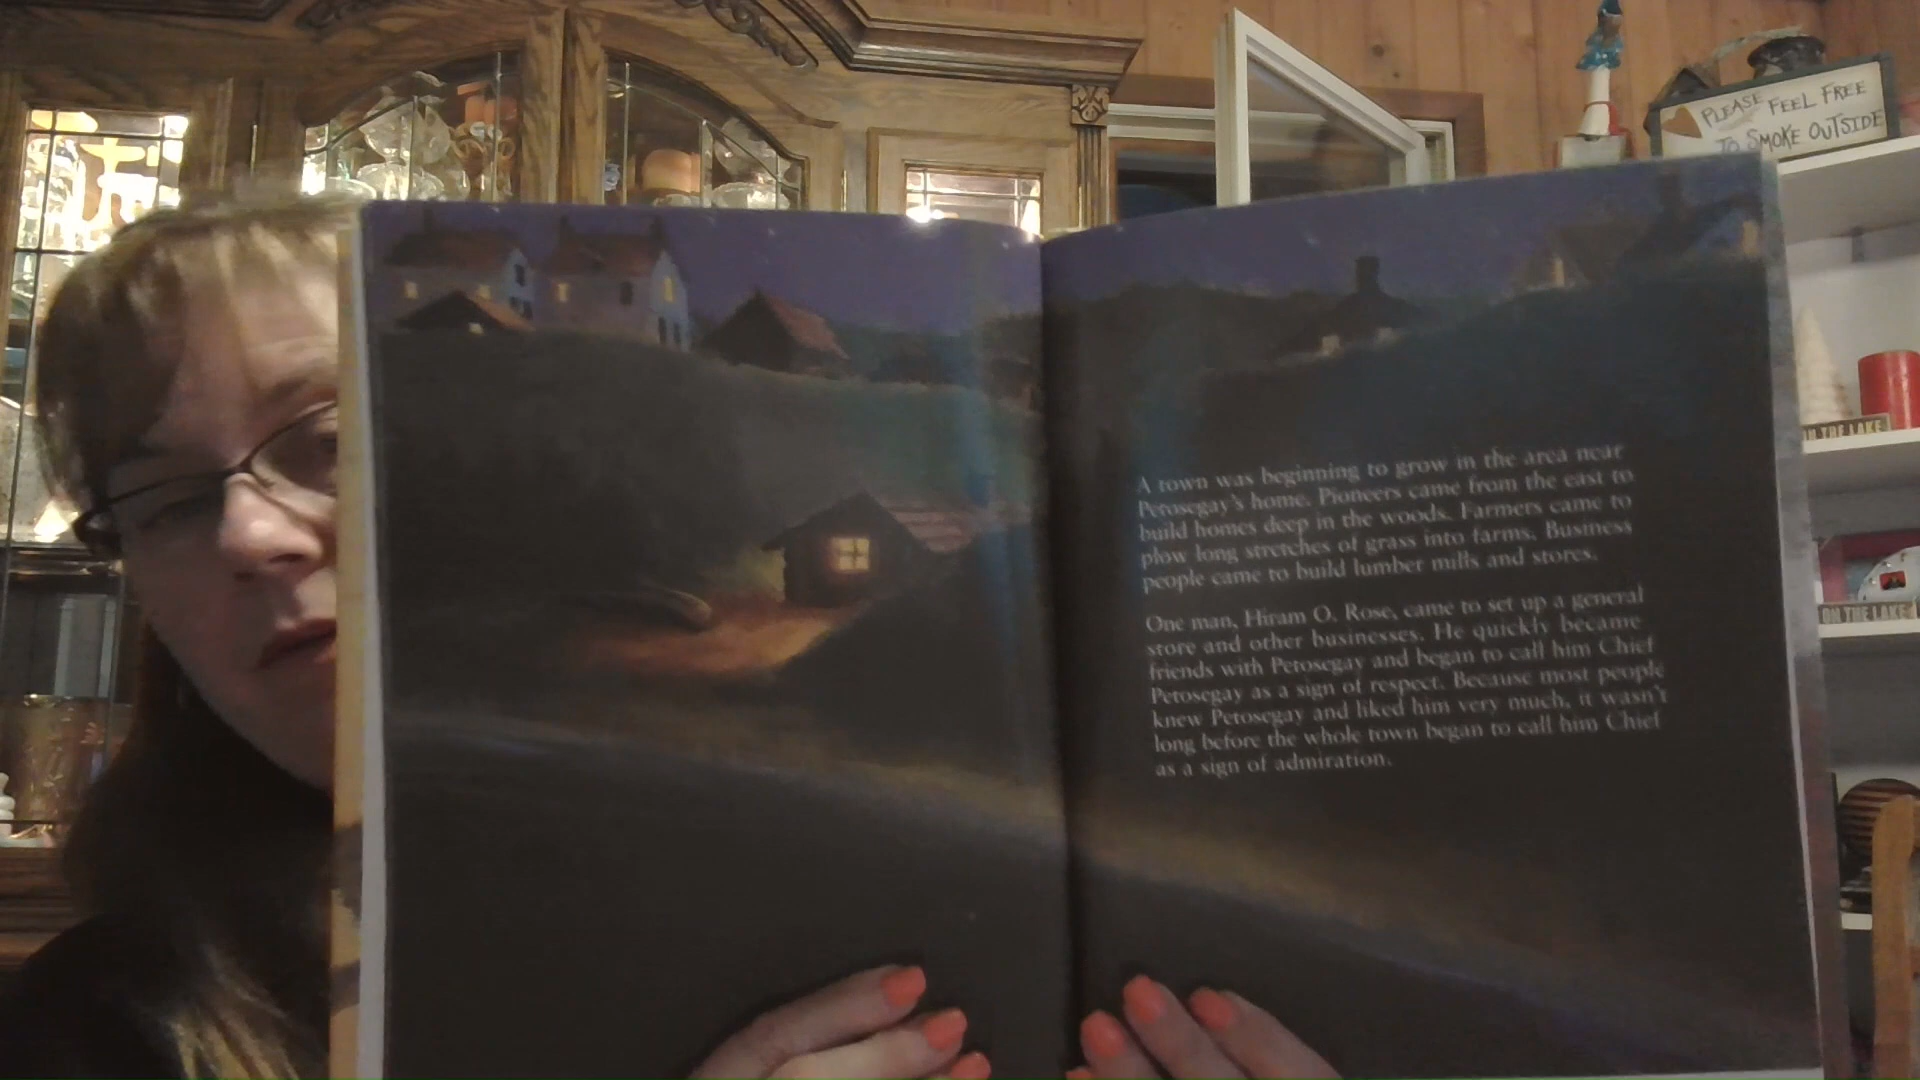 PLEASE FEEL FREE
TO SMOKE OUTSIDE
A town was beginning to grow in the area near
Petosegay's home. Pioneers came from the east to
build homes deep in the woods. Farmers came to
plow long stretches of grass into farms. Business
people came to build lumber mills and stores.
One man, Hiram O. Rose, came to set up a general
store and other businesses. He quickly became
friends with Petosegay and began to call him Chief
Petosegay as a sign of respect. Because most people
knew Petosegay and liked him very much, it wasn't
long before the whole town began to call him Chief
as a sign of admiration.
THE LAKE
ON THE LAKE